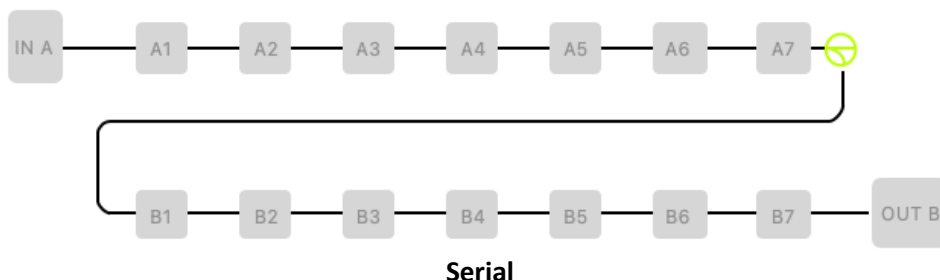 IN A A1 A2 A3 A4 A5 A6 A7
B1 B2 B3 B4 B5 B6 B7 OUT B
Serial